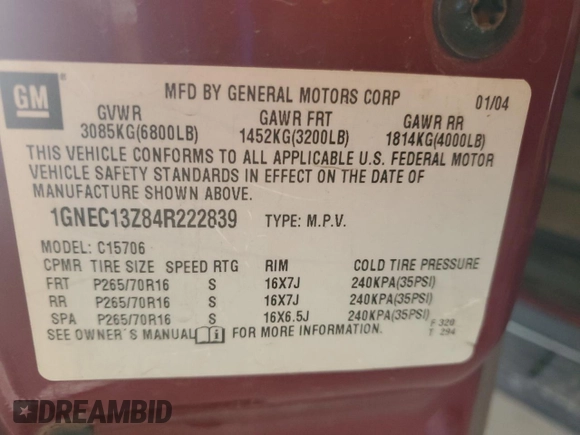 GM
MFD BY GENERAL MOTORS CORP 01/04
GVWR GAWR FRT GAWR RR
3085KG(6800LB) 1452KG(3200LB) 1814KG(4000LB)
THIS VEHICLE CONFORMS TO ALL APPLICABLE U.S. FEDERAL MOTOR
VEHICLE SAFETY STANDARDS IN EFFECT ON THE DATE OF
MANUFACTURE SHOWN ABOVE.
1GNEC13Z84R222839 TYPE: M.P.V.
MODEL: C15706
CPMR TIRE SIZE SPEED RTG RIM COLD TIRE PRESSURE
FRT P265/70R16 S 16X7J 240KPA(35PSI)
RR P265/70R16 S 16X7J 240KPA(35PSI)
SPA P265/70R16 S 16X6.5J 240KPA(35PSI)
F 320
SEE OWNER'S MANUAL FOR MORE INFORMATION.
T 294
DREAMBID